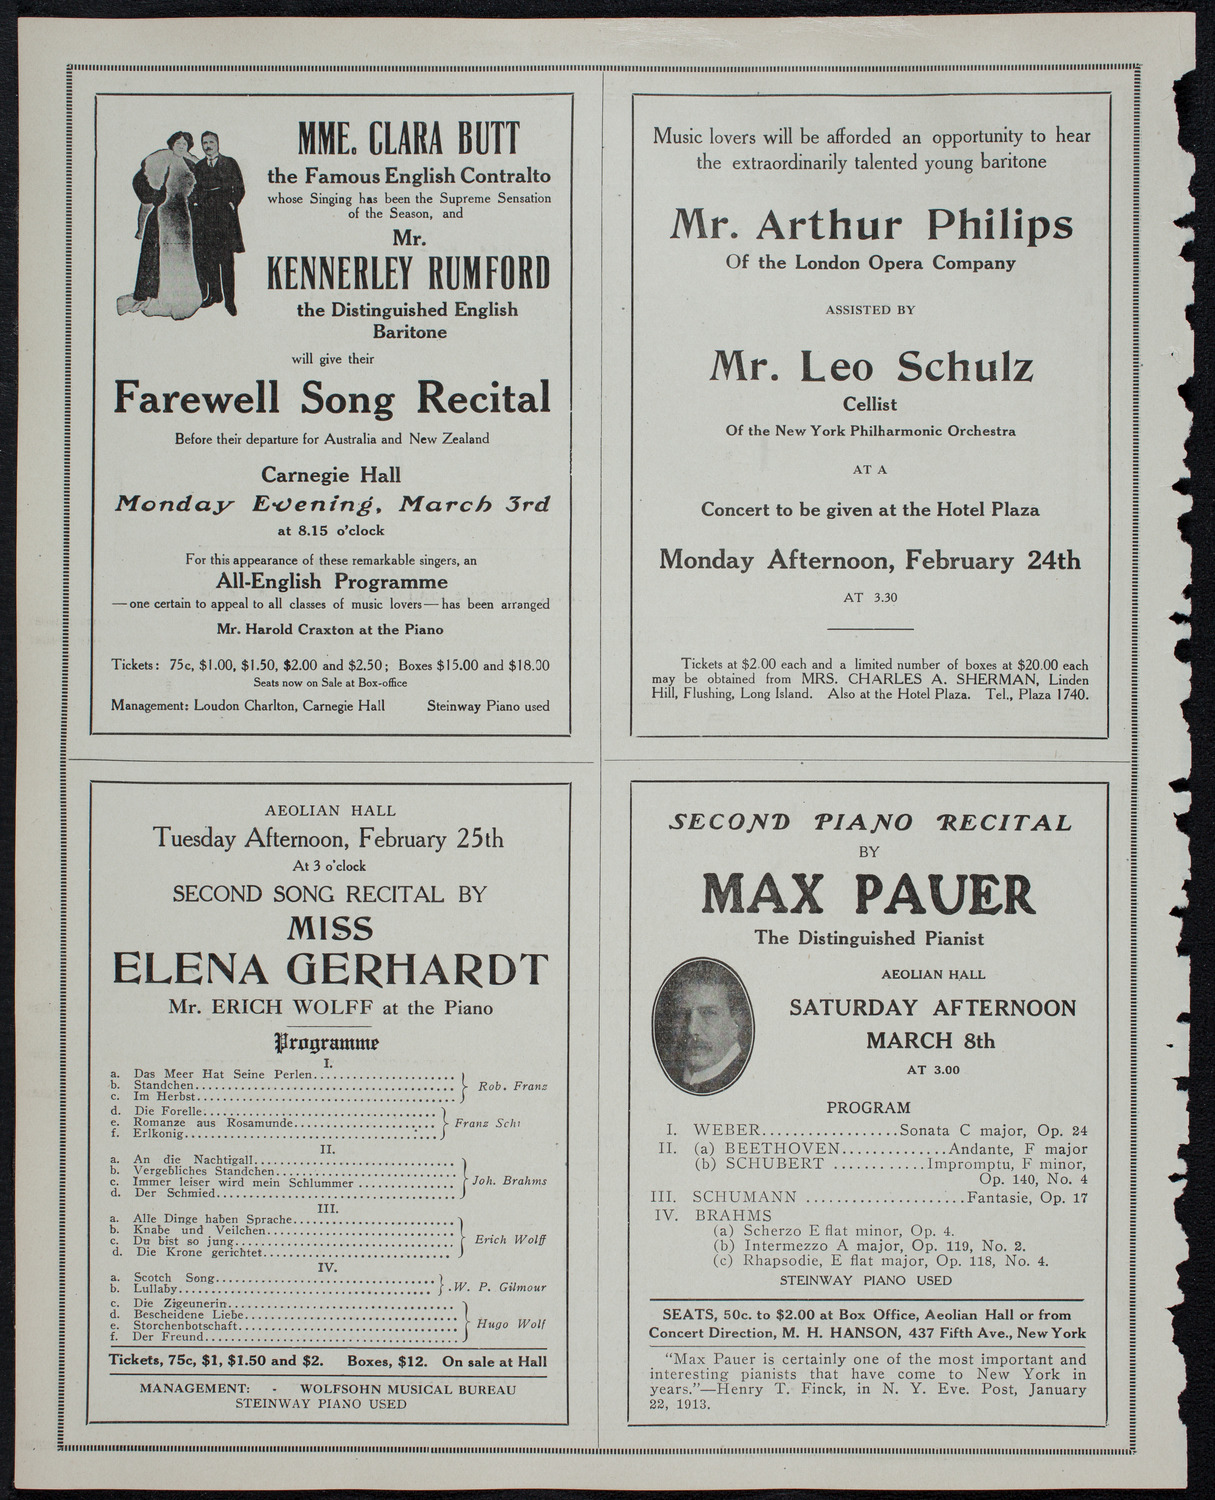 MME. CLARA BUTT
the Famous English Contralto
whose Singing has been the Supreme Sensation
of the Season, and
Mr.
KENNERLEY RUMFORD
the Distinguished English
Baritone
will give their
Farewell Song Recital
Before their departure for Australia and New Zealand
Carnegie Hall
Monday Evening, March 3rd
at 8.15 o'clock
For this appearance of these remarkable singers, an
All-English Programme
—one certain to appeal to all classes of music lovers—has been arranged
Mr. Harold Craxton at the Piano
Tickets: 75c, $1.00, $1.50, $2.00 and $2.50; Boxes $15.00 and $18.00
Seats now on Sale at Box-office
Management: Loudon Charlton, Carnegie Hall Steinway Piano used
Music lovers will be afforded an opportunity to hear
the extraordinarily talented young baritone
Mr. Arthur Philips
Of the London Opera Company
ASSISTED BY
Mr. Leo Schulz
Cellist
Of the New York Philharmonic Orchestra
AT A
Concert to be given at the Hotel Plaza
Monday Afternoon, February 24th
AT 3.30
Tickets at $2.00 each and a limited number of boxes at $20.00 each
may be obtained from MRS. CHARLES A. SHERMAN, Linden
Hill, Flushing, Long Island. Also at the Hotel Plaza. Tel., Plaza 1740.
AEOLIAN HALL
Tuesday Afternoon, February 25th
At 3 o'clock
SECOND SONG RECITAL BY
MISS
ELENA GERHARDT
Mr. ERICH WOLFF at the Piano
Programme
I.
a. Das Meer Hat Seine Perlen
b. Standchen Rob. Franz
c. Im Herbst
d. Die Forelle
e. Romanze aus Rosamunde Franz Sch
f. Erlkonig
II.
a. An die Nachtigall
b. Vergebliches Standchen
c. Immer leiser wird mein Schlummer Joh. Brahms
d. Der Schmied
III.
a. Alle Dinge haben Sprache
b. Knabe und Veilchen
c. Du bist so jung Erich Wolff
d. Die Krone gerichtet
IV.
a. Scotch Song
b. Lullaby W. P. Gilmour
c. Die Zigeunerin
d. Bescheidene Liebe
e. Storchenbotschaft Hugo Wolf
f. Der Freund
Tickets, 75c, $1, $1.50 and $2. Boxes, $12. On sale at Hall
MANAGEMENT: - WOLFSOHN MUSICAL BUREAU
STEINWAY PIANO USED
SECOND PIANO RECITAL
BY
MAX PAUER
The Distinguished Pianist
AEOLIAN HALL
SATURDAY AFTERNOON
MARCH 8th
AT 3.00
PROGRAM
I. WEBER..................Sonata C major, Op. 24
II. (a) BEETHOVEN..............Andante, F major
(b) SCHUBERT ............Impromptu, F minor,
Op. 140, No. 4
III. SCHUMANN .....................Fantasie, Op. 17
IV. BRAHMS
(a) Scherzo E flat minor, Op. 4.
(b) Intermezzo A major, Op. 119, No. 2.
(c) Rhapsodie, E flat major, Op. 118, No. 4.
STEINWAY PIANO USED
SEATS, 50c. to $2.00 at Box Office, Aeolian Hall or from
Concert Direction, M. H. HANSON, 437 Fifth Ave., New York
"Max Pauer is certainly one of the most important and
interesting pianists that have come to New York in
years."—Henry T. Finck, in N. Y. Eve. Post, January
22, 1913.